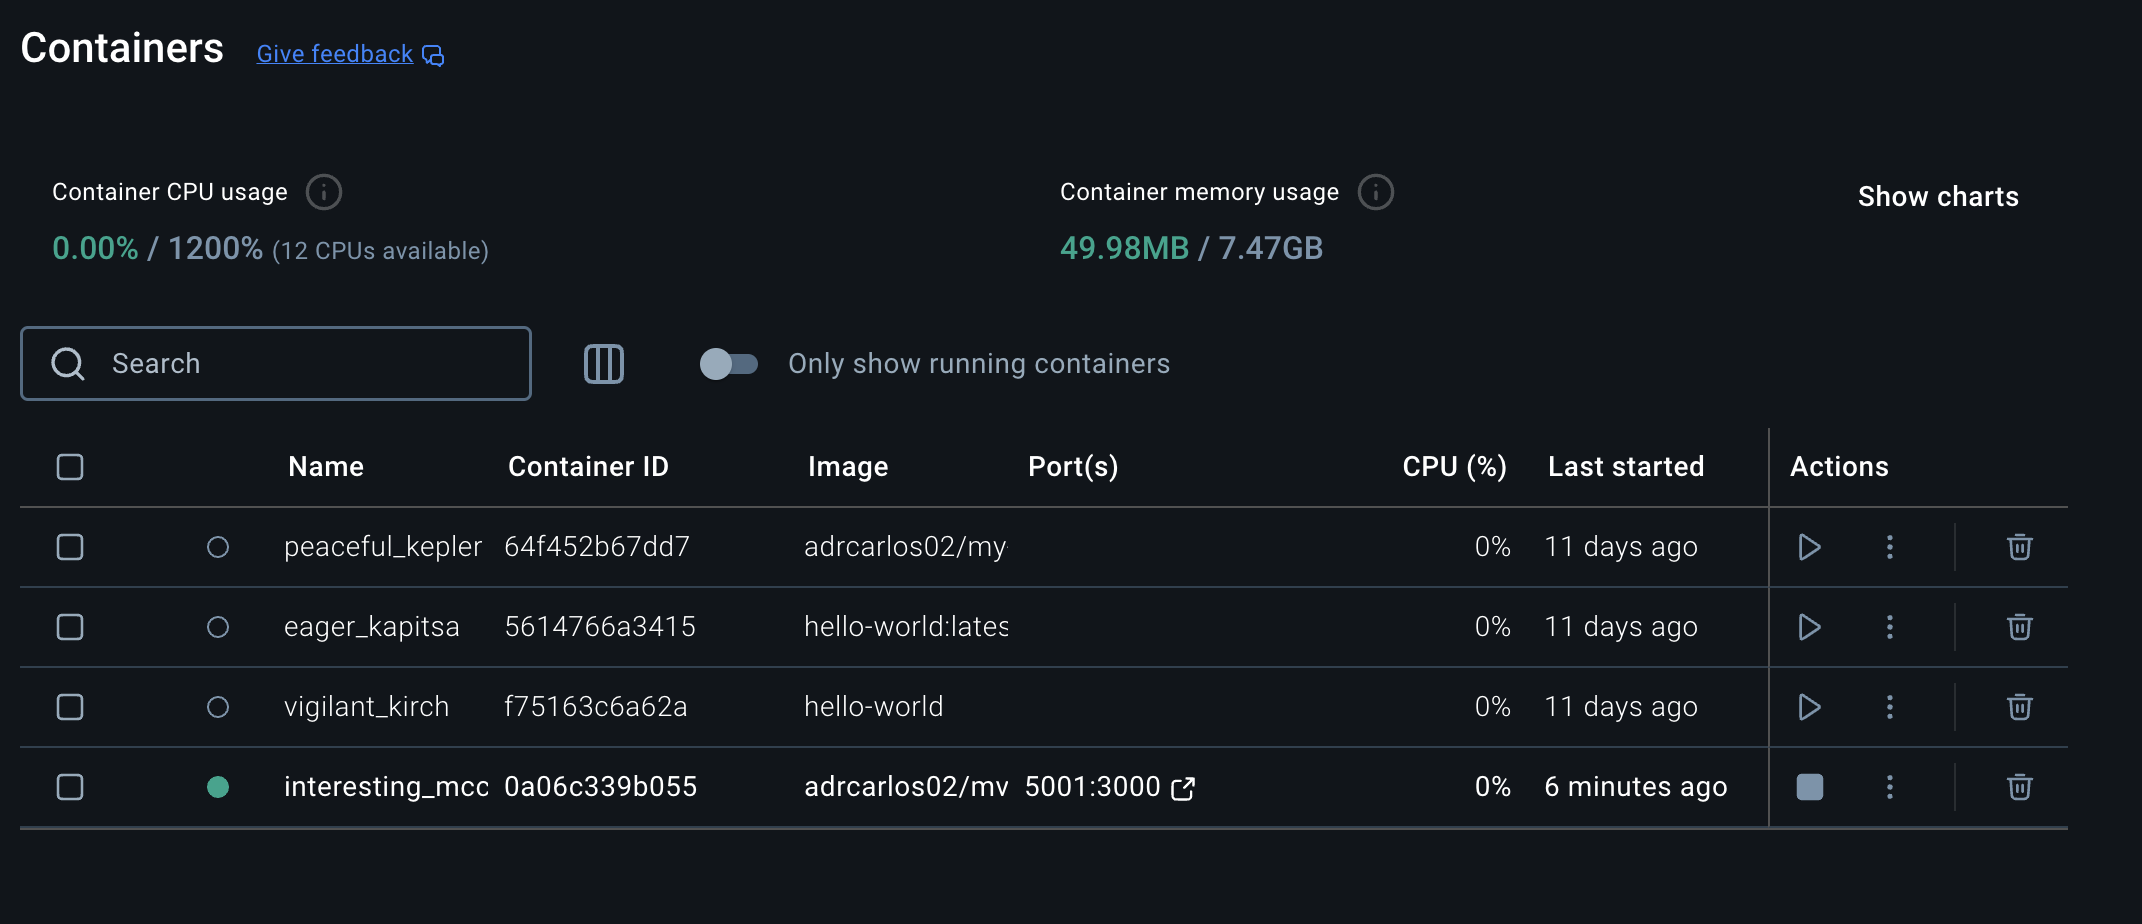 Containers Give feedback
Container CPU usage
0.00% / 1200% (12 CPUs available)
Container memory usage
49.98MB / 7.47GB
Show charts
Search
Only show running containers
Name Container ID Image Port(s) CPU (%) Last started Actions
peaceful_kepler 64f452b67dd7 adrcarlos02/my 0% 11 days ago
eager_kapitsa 5614766a3415 hello-world:lates 0% 11 days ago
vigilant_kirch f75163c6a62a hello-world 0% 11 days ago
interesting_mcc 0a06c339b055 adrcarlos02/my 5001:3000 0% 6 minutes ago